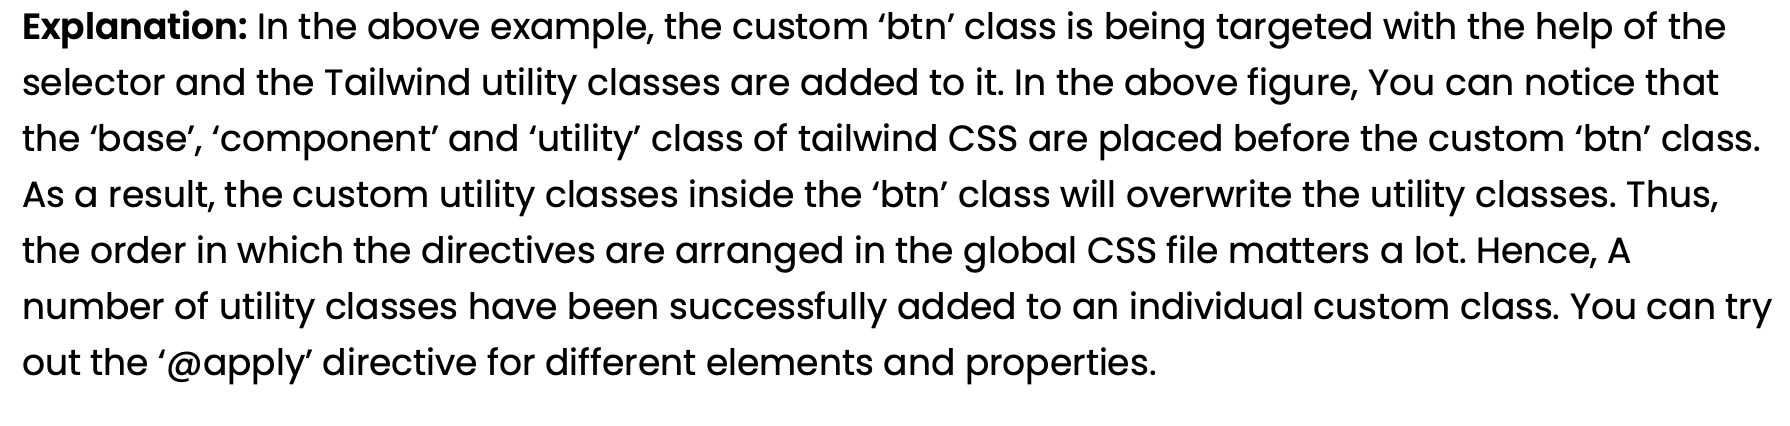 Explanation: In the above example, the custom ‘btn’ class is being targeted with the help of the
selector and the Tailwind utility classes are added to it. In the above figure, You can notice that
the ‘base’, ‘component’ and ‘utility’ class of tailwind CSS are placed before the custom ‘btn’ class.
As a result, the custom utility classes inside the ‘btn’ class will overwrite the utility classes. Thus,
the order in which the directives are arranged in the global CSS file matters a lot. Hence, A
number of utility classes have been successfully added to an individual custom class. You can try
out the ‘@apply’ directive for different elements and properties.